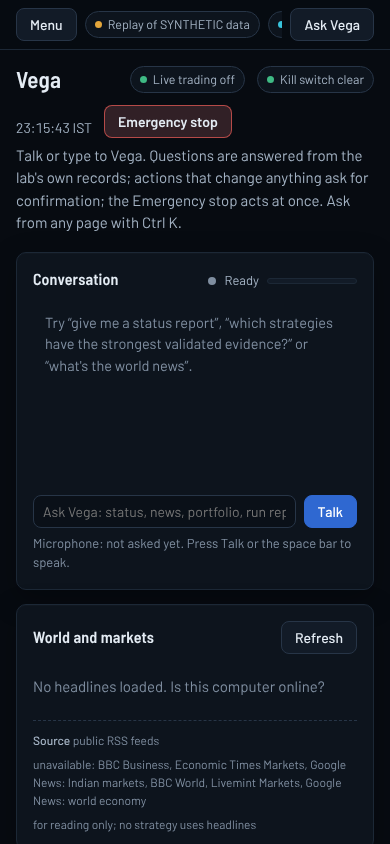 Menu
Replay of SYNTHETIC data
Ask Vega
Vega
Live trading off
Kill switch clear
23:15:43 IST
Emergency stop
Talk or type to Vega. Questions are answered from the
lab's own records; actions that change anything ask for
confirmation; the Emergency stop acts at once. Ask
from any page with Ctrl K.
Conversation
Ready
Try “give me a status report”, “which strategies
have the strongest validated evidence?” or
“what's the world news”.
Ask Vega: status, news, portfolio, run rep
Talk
Microphone: not asked yet. Press Talk or the space bar to
speak.
World and markets
Refresh
No headlines loaded. Is this computer online?
Source public RSS feeds
unavailable: BBC Business, Economic Times Markets, Google
News: Indian markets, BBC World, Livemint Markets, Google
News: world economy
for reading only; no strategy uses headlines